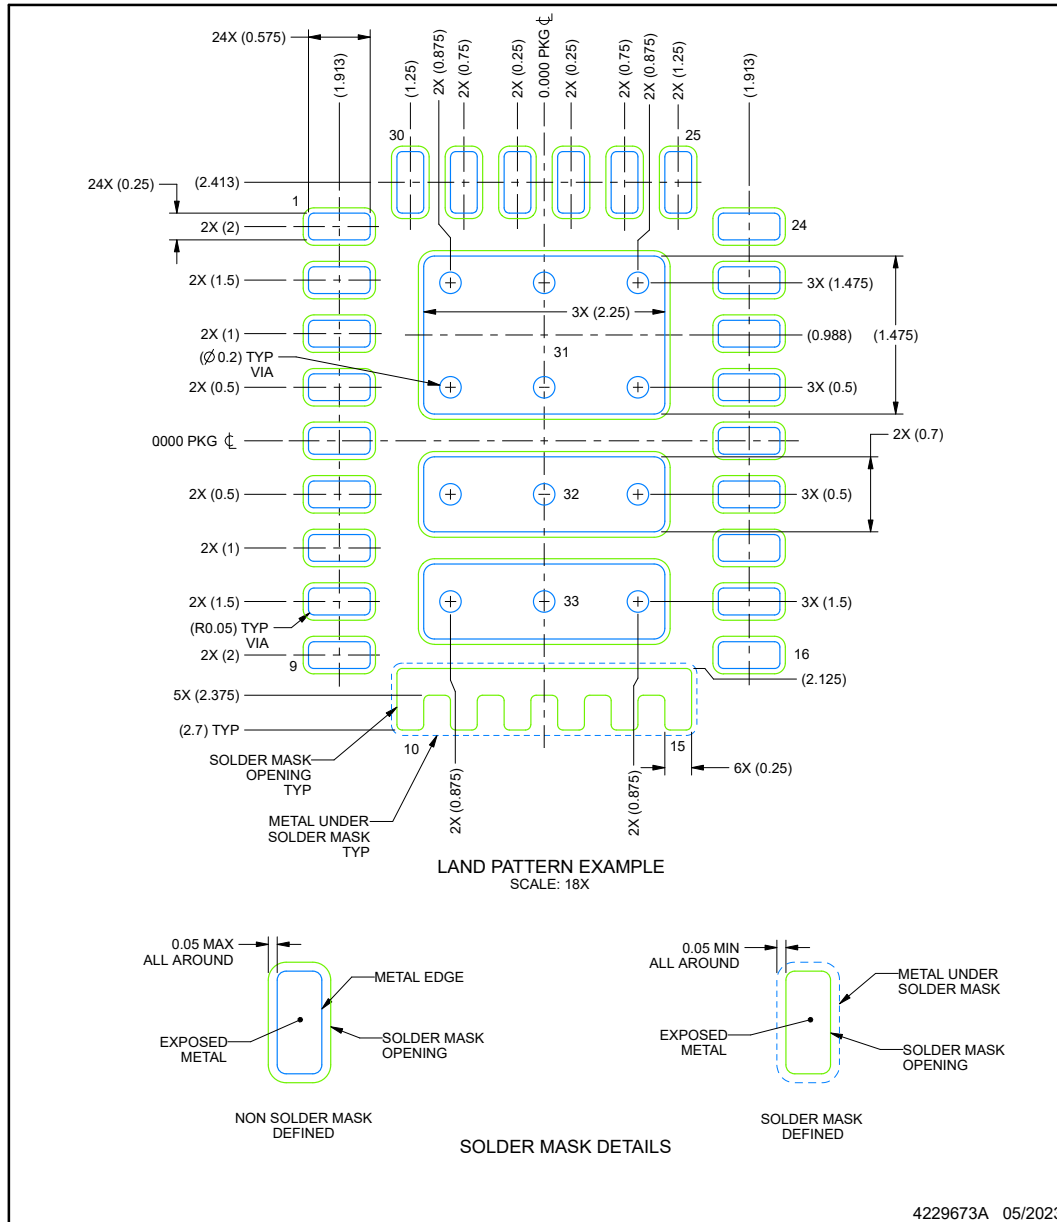 24X (0.575)
(1.913)
(1.25)
2X (0.875)
2X (0.75)
2X (0.25)
0.000 PKG ℄
2X (0.25)
2X (0.75)
2X (0.875)
2X (1.25)
(1.913)
30
25
24X (0.25)
(2.413)
1
24
2X (2)
2X (1.5)
3X (1.475)
3X (2.25)
2X (1)
(0.988)
(1.475)
(Ø 0.2) TYP
VIA
31
2X (0.5)
3X (0.5)
0000 PKG ℄
2X (0.7)
2X (0.5)
32
3X (0.5)
2X (1)
2X (1.5)
33
3X (1.5)
(R0.05) TYP
VIA
2X (2)
9
16
(2.125)
5X (2.375)
(2.7) TYP
10
15
SOLDER MASK
OPENING
TYP
6X (0.25)
2X (0.875)
2X (0.875)
METAL UNDER
SOLDER MASK
TYP
LAND PATTERN EXAMPLE
SCALE: 18X
0.05 MAX
ALL AROUND
METAL EDGE
EXPOSED
METAL
SOLDER MASK
OPENING
NON SOLDER MASK
DEFINED
0.05 MIN
ALL AROUND
METAL UNDER
SOLDER MASK
EXPOSED
METAL
SOLDER MASK
OPENING
SOLDER MASK
DEFINED
SOLDER MASK DETAILS
4229673A 05/2023